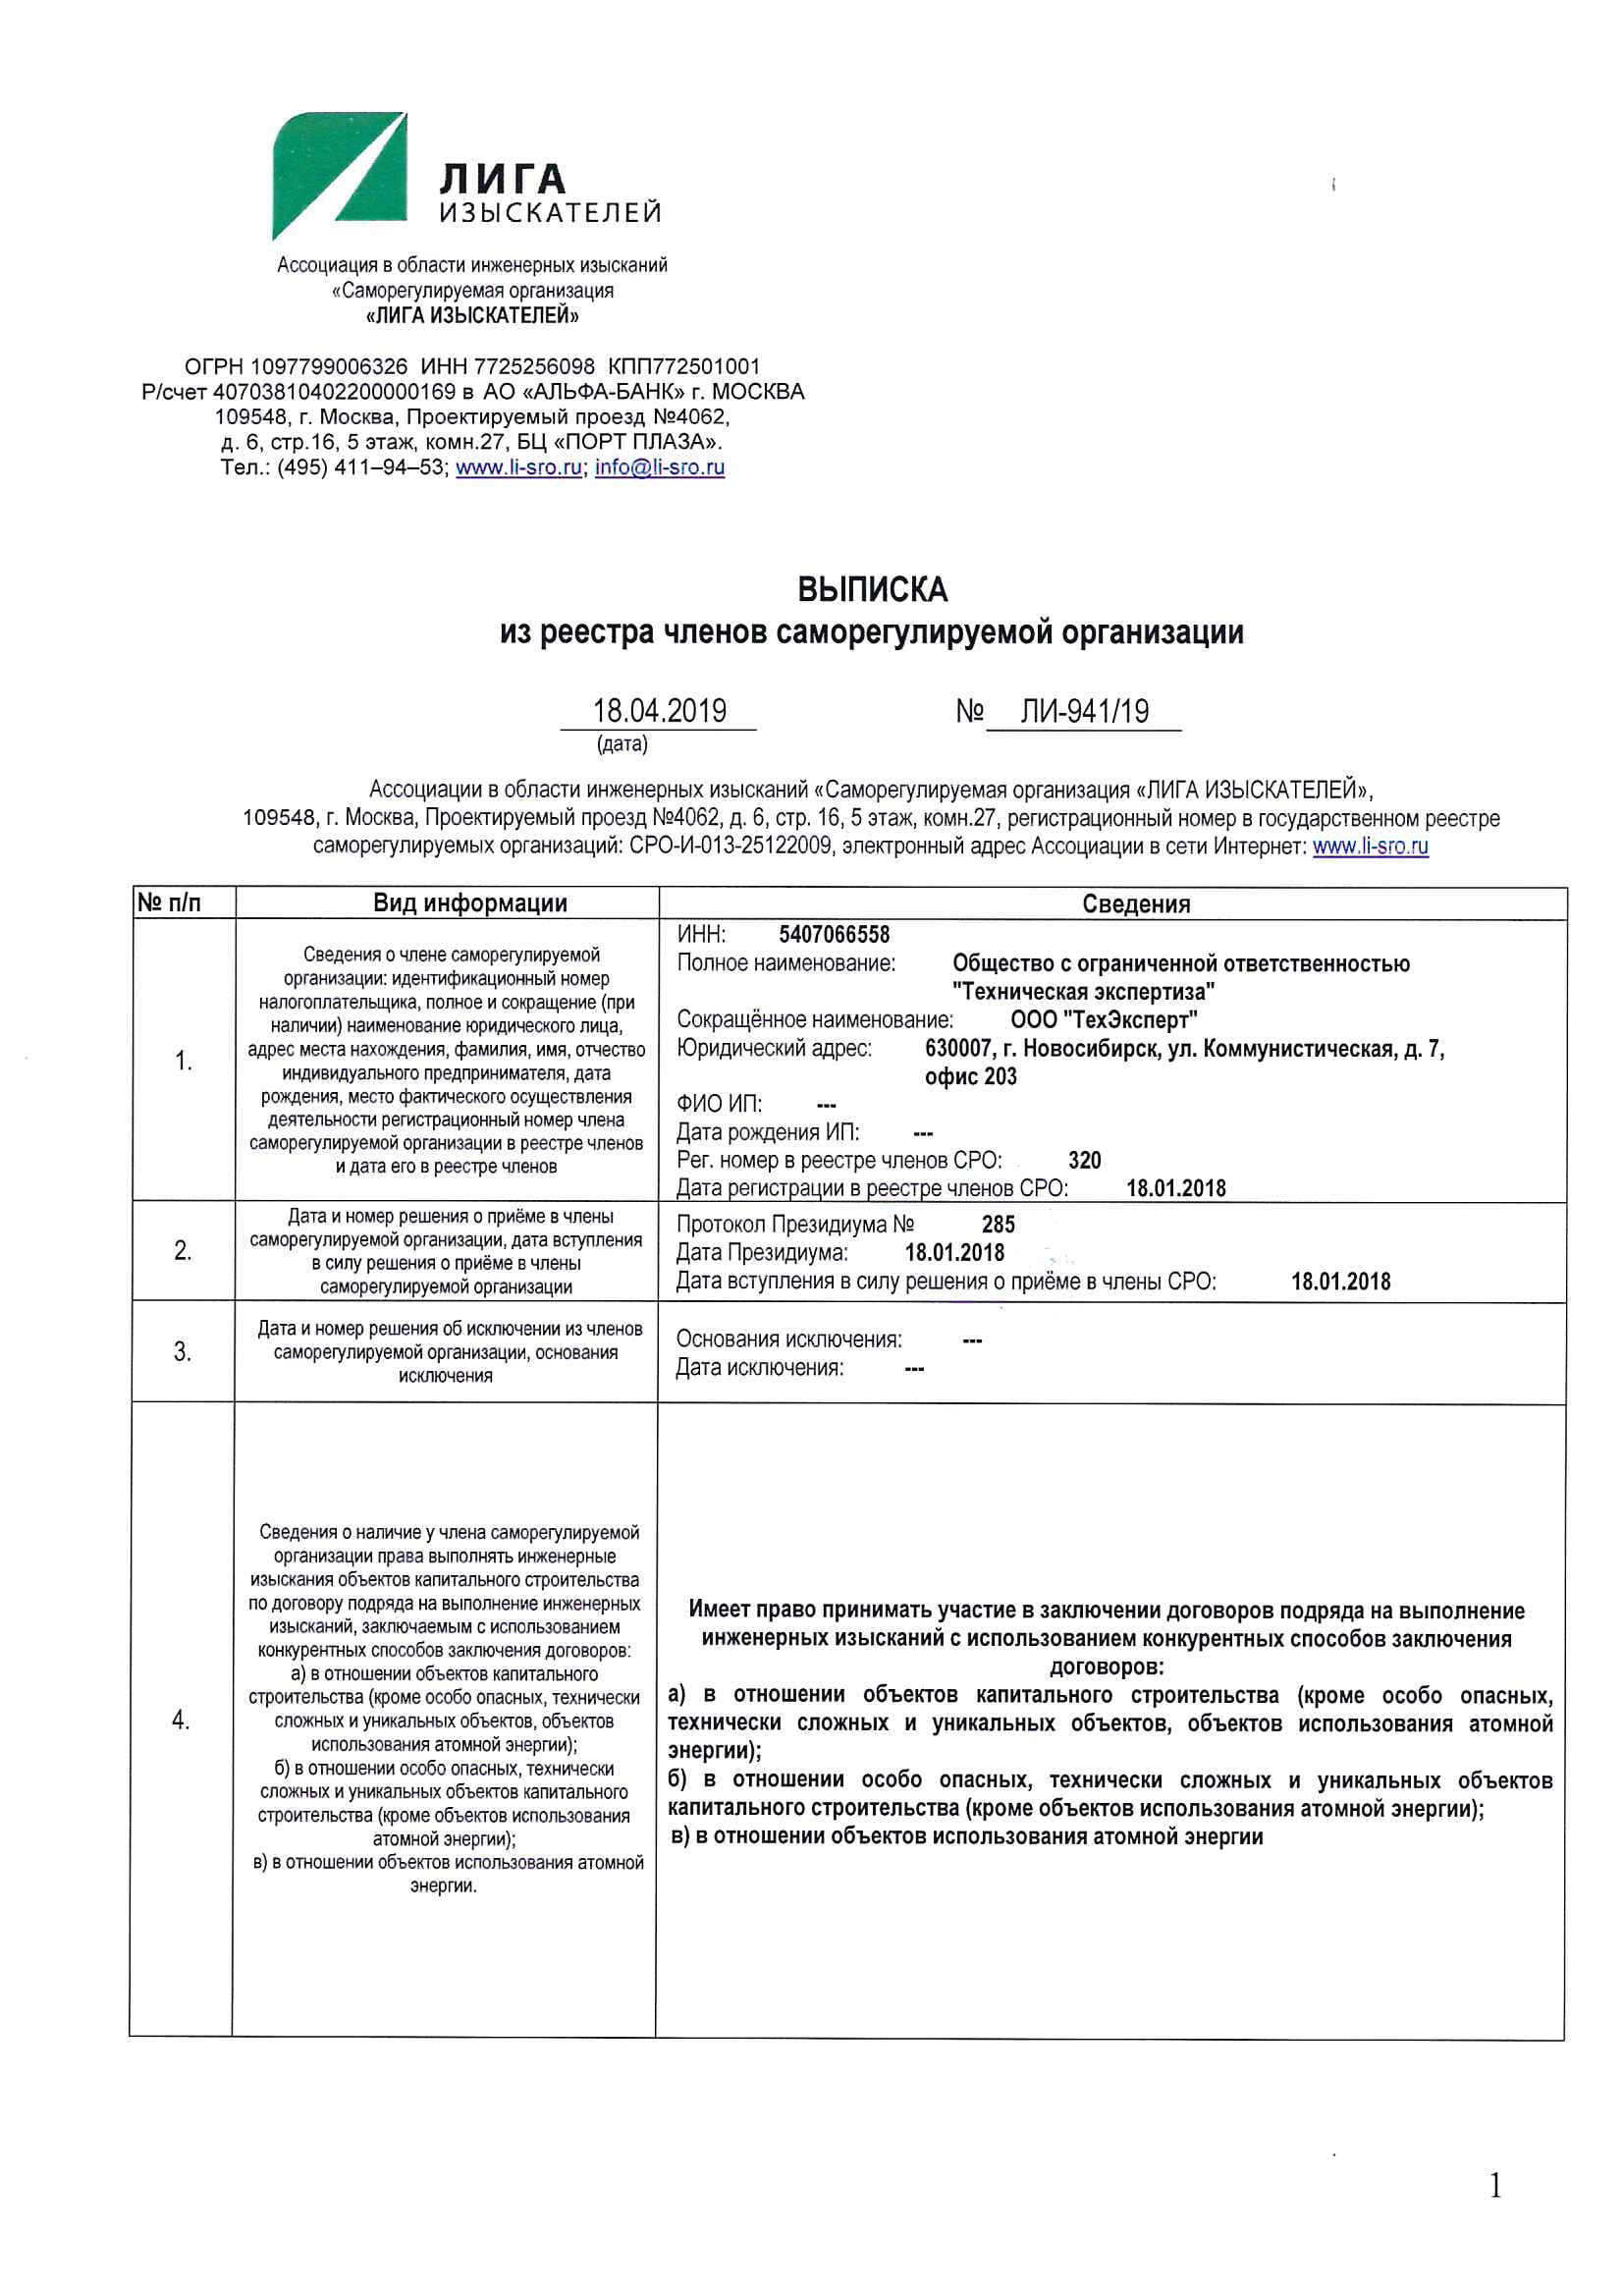 ЛИГА
ИЗЫСКАТЕЛЕЙ
Ассоциация в области инженерных изысканий
«Саморегулируемая организация
«ЛИГА ИЗЫСКАТЕЛЕЙ»
ОГРН 1097799006326 ИНН 7725256098 КПП772501001
Р/счет 40703810402200000169 в АО «АЛЬФА-БАНК» г. МОСКВА
109548, г. Москва, Проектируемый проезд №4062,
д. 6, стр.16, 5 этаж, комн.27, БЦ «ПОРТ ПЛАЗА».
Тел.: (495) 411–94–53; www.li-sro.ru; info@li-sro.ru
ВЫПИСКА
из реестра членов саморегулируемой организации
18.04.2019 № ЛИ-941/19
(дата)
Ассоциации в области инженерных изысканий «Саморегулируемая организация «ЛИГА ИЗЫСКАТЕЛЕЙ»,
109548, г. Москва, Проектируемый проезд №4062, д. 6, стр. 16, 5 этаж, комн.27, регистрационный номер в государственном реестре
саморегулируемых организаций: СРО-И-013-25122009, электронный адрес Ассоциации в сети Интернет: www.li-sro.ru
№ п/п Вид информации Сведения
1.
Сведения о члене саморегулируемой
организации: идентификационный номер
налогоплательщика, полное и сокращение (при
наличии) наименование юридического лица,
адрес места нахождения, фамилия, имя, отчество
индивидуального предпринимателя, дата
рождения, место фактического осуществления
деятельности регистрационный номер члена
саморегулируемой организации в реестре членов
и дата его в реестре членов
ИНН: 5407066558
Полное наименование: Общество с ограниченной ответственностью
"Техническая экспертиза"
Сокращённое наименование: ООО "ТехЭксперт"
Юридический адрес: 630007, г. Новосибирск, ул. Коммунистическая, д. 7,
офис 203
ФИО ИП: ---
Дата рождения ИП: ---
Рег. номер в реестре членов СРО: 320
Дата регистрации в реестре членов СРО: 18.01.2018
2.
Дата и номер решения о приёме в члены
саморегулируемой организации, дата вступления
в силу решения о приёме в члены
саморегулируемой организации
Протокол Президиума № 285
Дата Президиума: 18.01.2018
Дата вступления в силу решения о приёме в члены СРО: 18.01.2018
3.
Дата и номер решения об исключении из членов
саморегулируемой организации, основания
исключения
Основания исключения: ---
Дата исключения: ---
4.
Сведения о наличие у члена саморегулируемой
организации права выполнять инженерные
изыскания объектов капитального строительства
по договору подряда на выполнение инженерных
изысканий, заключаемым с использованием
конкурентных способов заключения договоров:
а) в отношении объектов капитального
строительства (кроме особо опасных, технически
сложных и уникальных объектов, объектов
использования атомной энергии);
б) в отношении особо опасных, технически
сложных и уникальных объектов капитального
строительства (кроме объектов использования
атомной энергии);
в) в отношении объектов использования атомной
энергии.
Имеет право принимать участие в заключении договоров подряда на выполнение
инженерных изысканий с использованием конкурентных способов заключения
договоров:
а) в отношении объектов капитального строительства (кроме особо опасных,
технически сложных и уникальных объектов, объектов использования атомной
энергии);
б) в отношении особо опасных, технически сложных и уникальных объектов
капитального строительства (кроме объектов использования атомной энергии);
в) в отношении объектов использования атомной энергии
1